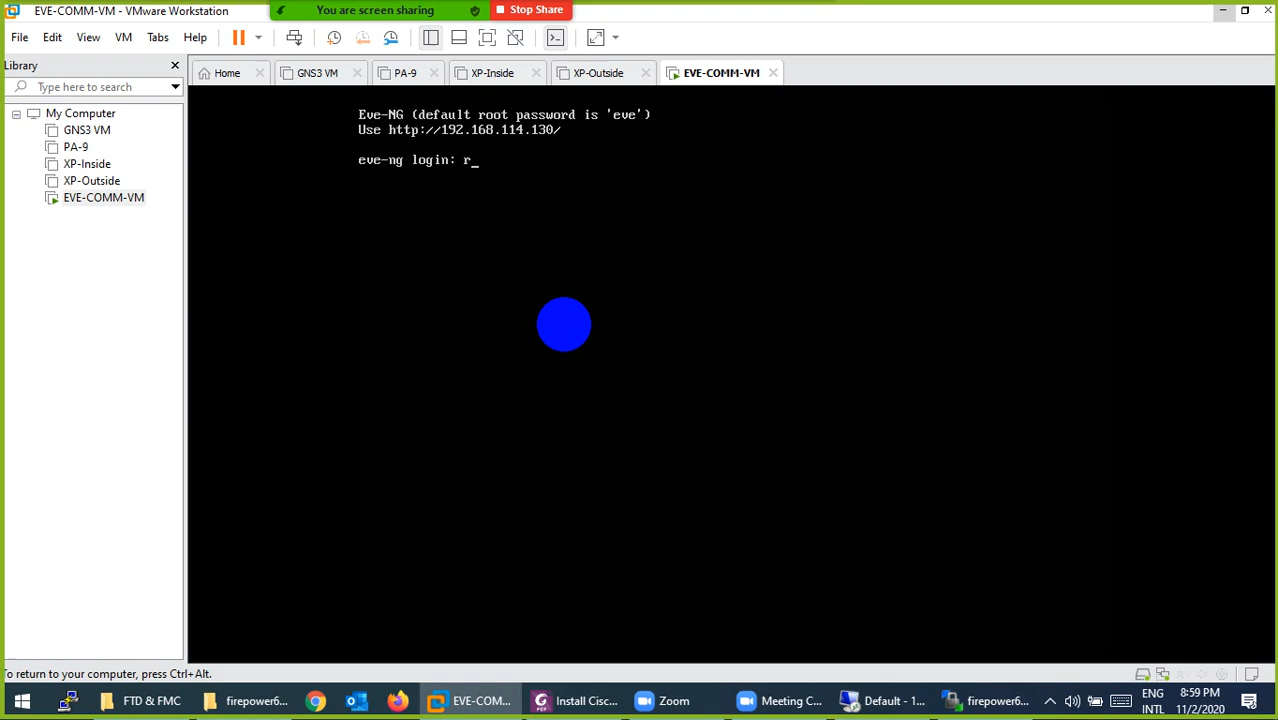 EVE-COMM-VM - VMware Workstation
You are screen sharing
Stop Share
File Edit View VM Tabs Help
Library
Type here to search
My Computer
GNS3 VM
PA-9
XP-Inside
XP-Outside
EVE-COMM-VM
Home GNS3 VM PA-9 XP-Inside XP-Outside EVE-COMM-VM
Eve-NG (default root password is 'eve')
Use http://192.168.114.130/
eve-ng login: r_
To return to your computer, press Ctrl+Alt.
FTD & FMC firepower6... EVE-COM... Install Cisc... Zoom Meeting C... Default - 1... firepower6...
ENG
INTL
8:59 PM
11/2/2020